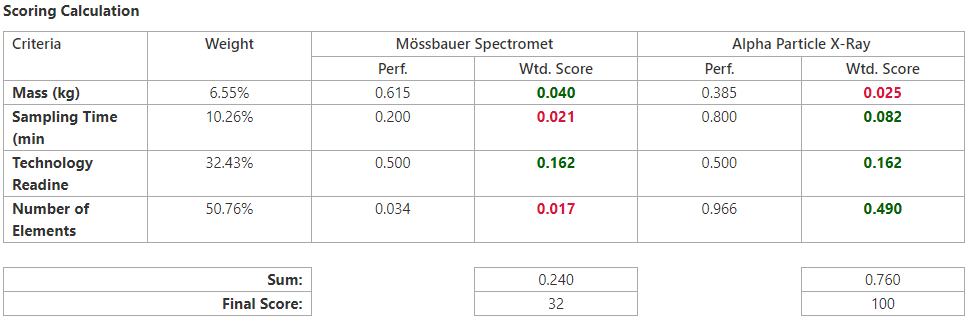 Scoring Calculation
Criteria Weight Mössbauer Spectromet Alpha Particle X-Ray
Perf. Wtd. Score Perf. Wtd. Score
Mass (kg) 6.55% 0.615 0.040 0.385 0.025
Sampling Time 10.26% 0.200 0.021 0.800 0.082
(min
Technology 32.43% 0.500 0.162 0.500 0.162
Readine
Number of 50.76% 0.034 0.017 0.966 0.490
Elements
Sum: 0.240 0.760
Final Score: 32 100